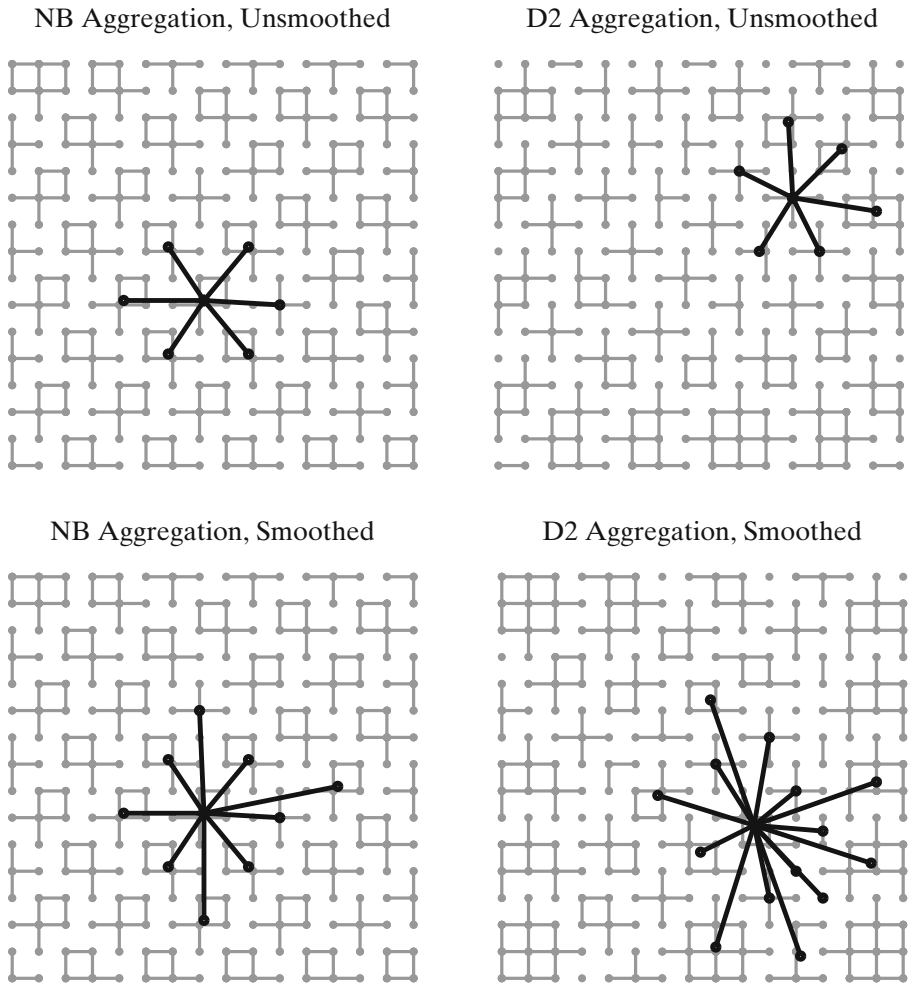 NB Aggregation, Unsmoothed
D2 Aggregation, Unsmoothed
NB Aggregation, Smoothed
D2 Aggregation, Smoothed